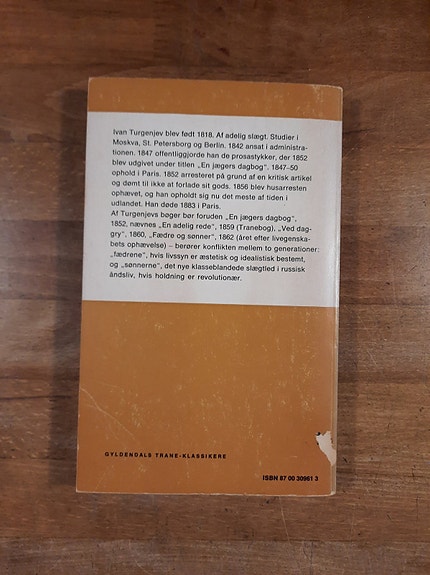 Ivan Turgenjev blev født 1818. Af adelig slægt. Studier i
Moskva, St. Petersborg og Berlin. 1842 ansat i administra-
tionen. 1847 offentliggjorde han de prosastykker, der 1852
blev udgivet under titlen „En jægers dagbog". 1847–50
ophold i Paris. 1852 arresteret på grund af en kritisk artikel
og dømt til ikke at forlade sit gods. 1856 blev husarresten
ophævet, og han opholdt sig nu det meste af tiden i
udlandet. Han døde 1883 i Paris.
Af Turgenjevs bøger bør foruden „En jægers dagbog",
1852, nævnes „En adelig rede", 1859 (Tranebog), „Ved dag-
gry", 1860, „Fædre og sønner", 1862 (året efter livegenska-
bets ophævelse) – berører konflikten mellem to generationer:
„fædrene", hvis livssyn er æstetisk og idealistisk bestemt,
og „sønnerne", det nye klasseblandede slægtled i russisk
åndsliv, hvis holdning er revolutionær.
GYLDENDALS TRANE-KLASSIKERE
ISBN 87 00 30961 3